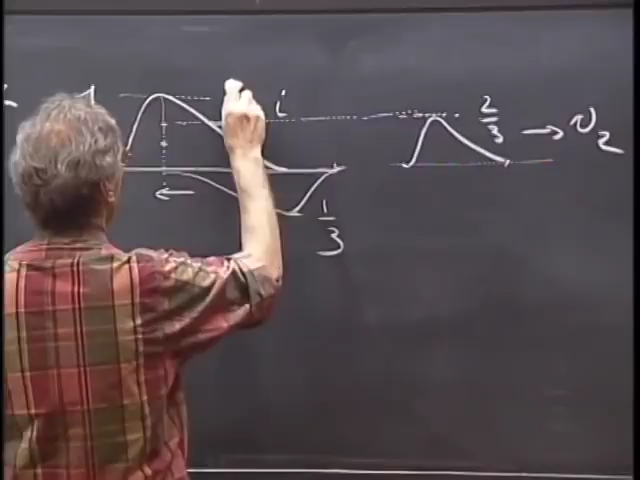 1
i
2/3 → v₂
1/3